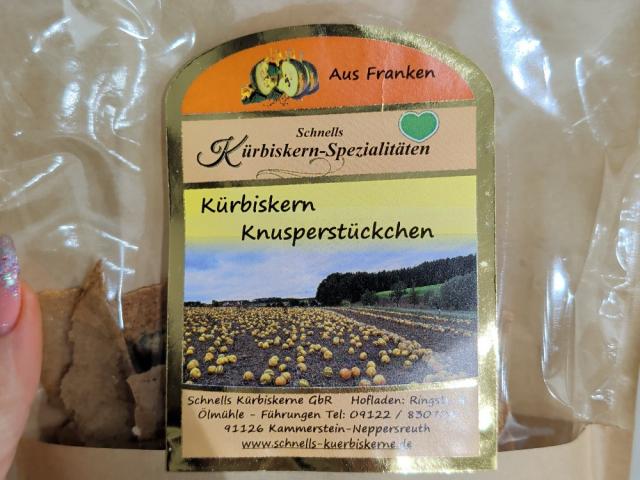 Aus Franken
Schnells
Kürbiskern-Spezialitäten
Kürbiskern
Knusperstückchen
Schnells Kürbiskerne GbR Hofladen:
Ölmühle - Führungen Tel: 09122 /
91126 Kammerstein-Neppersreuth
www.schnells-kuerbiskerne.de